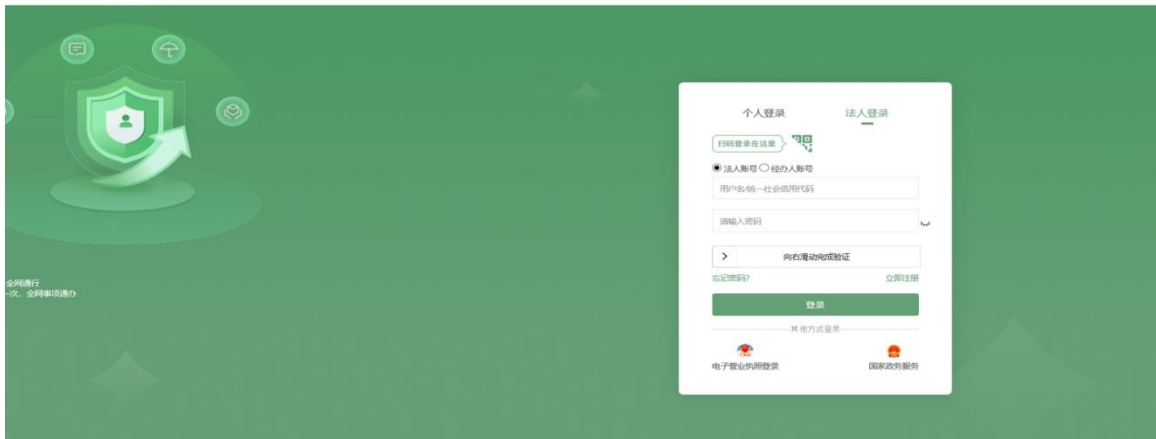 个人登录 法人登录
扫码登录在这里
法人账号 经办人账号
用户名/统一社会信用代码
请输入密码
> 向右滑动完成验证
忘记密码? 立即注册
登录
其他方式登录
电子营业执照登录 国家政务服务
全网通行
一次，全网事项通办